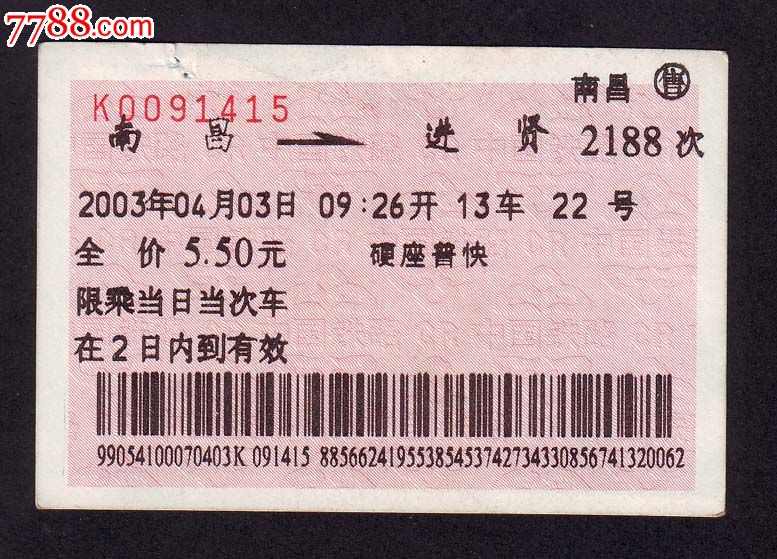 7788.com
南昌 售
K0091415
南昌 → 进贤 2188次
2003年04月03日 09:26开 13车 22号
全价5.50元 硬座普快
限乘当日当次车
在2日内到有效
99054100070403K 091415 88566241955385453742734330856741320062